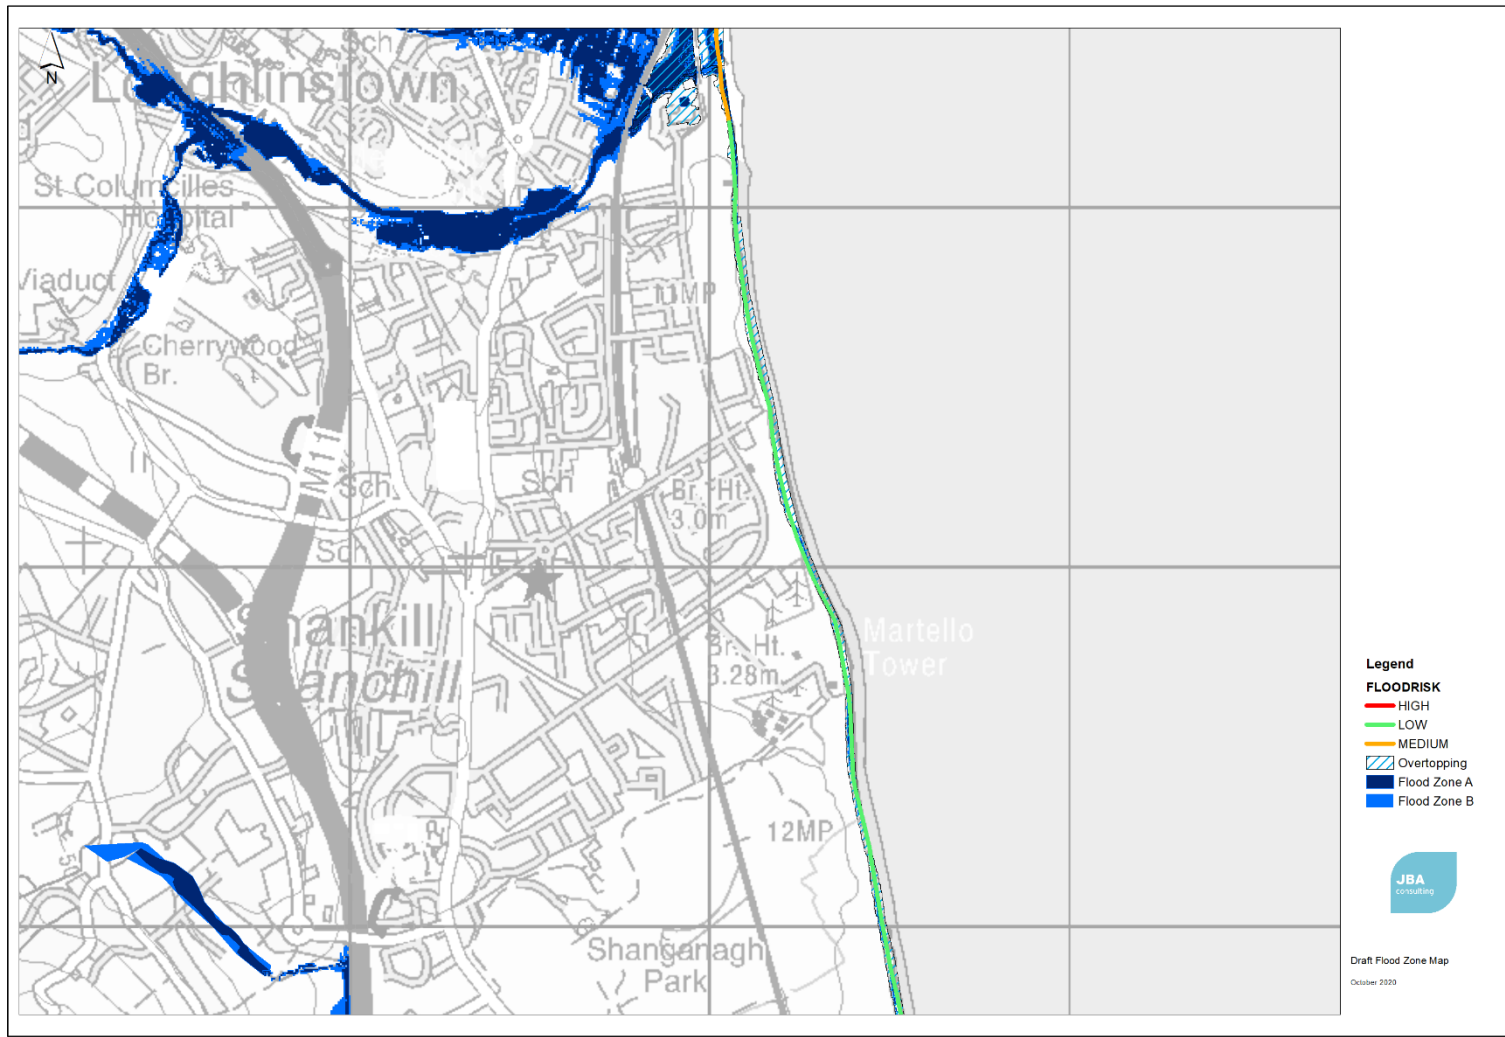 Sch
N
Loughlinstown
St Columcilles
Hospital
Viaduct
11MP
Cherrywood
Br.
M11
Sch
Sch
Br. Ht.
3.0m
Sch
Shankill
Seanchill
Martello
Tower
Br. Ht.
3.28m
12MP
50
Shanganagh
Park
Legend
FLOODRISK
HIGH
LOW
MEDIUM
Overtopping
Flood Zone A
Flood Zone B
JBA
consulting
Draft Flood Zone Map
October 2020